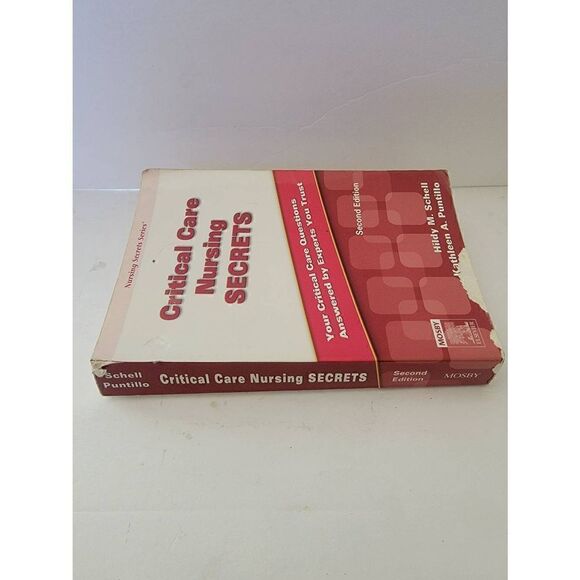 Nursing Secrets Series®
Critical Care
Nursing
SECRETS
Your Critical Care Questions
Answered by Experts You Trust
Second Edition
Hildy M. Schell
Kathleen A. Puntillo
MOSBY
ELSEVIER
Schell
Puntillo
Critical Care Nursing SECRETS
Second
Edition
MOSBY